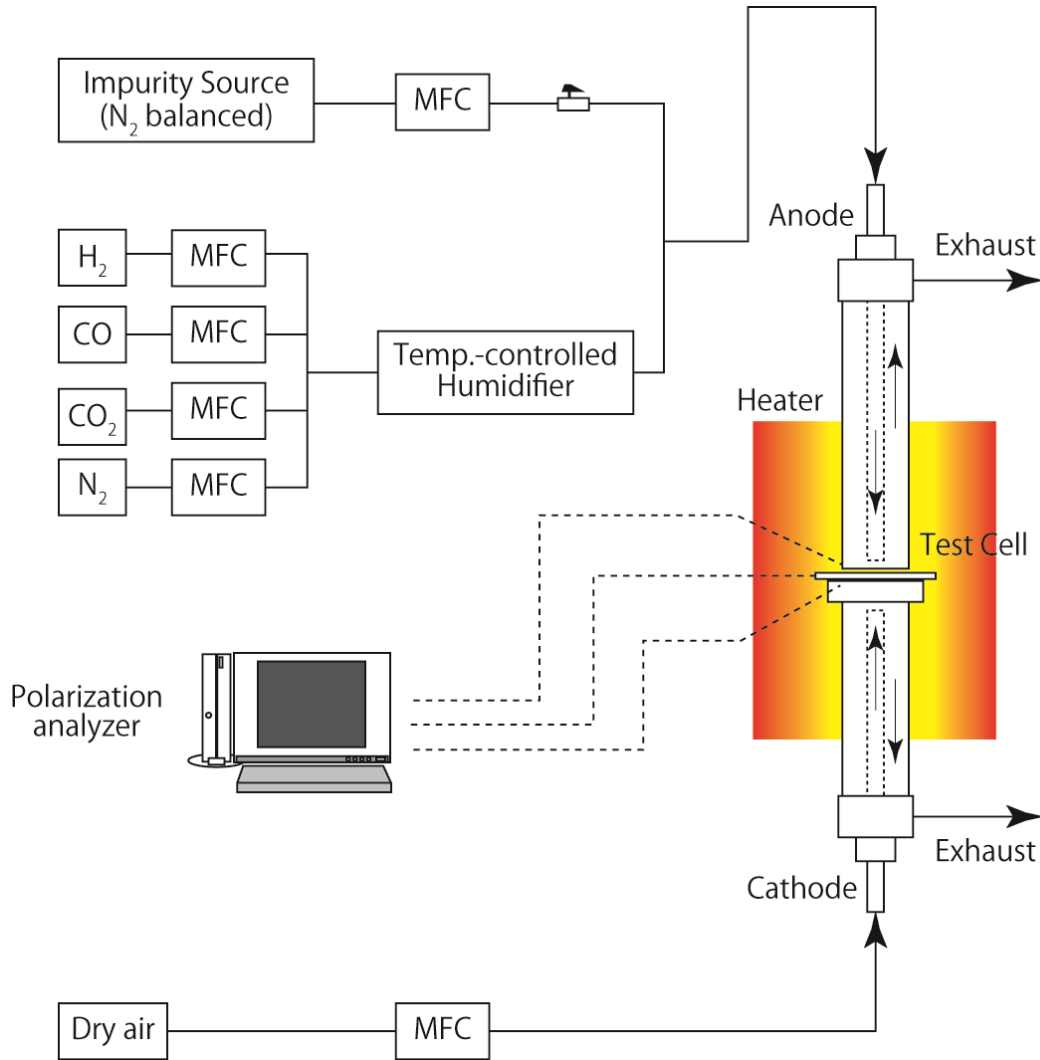 Impurity Source
(N₂ balanced)
MFC
Anode
Exhaust
H₂
MFC
CO
MFC
Temp.-controlled
Humidifier
CO₂
MFC
Heater
N₂
MFC
Test Cell
Polarization
analyzer
Exhaust
Cathode
Dry air
MFC